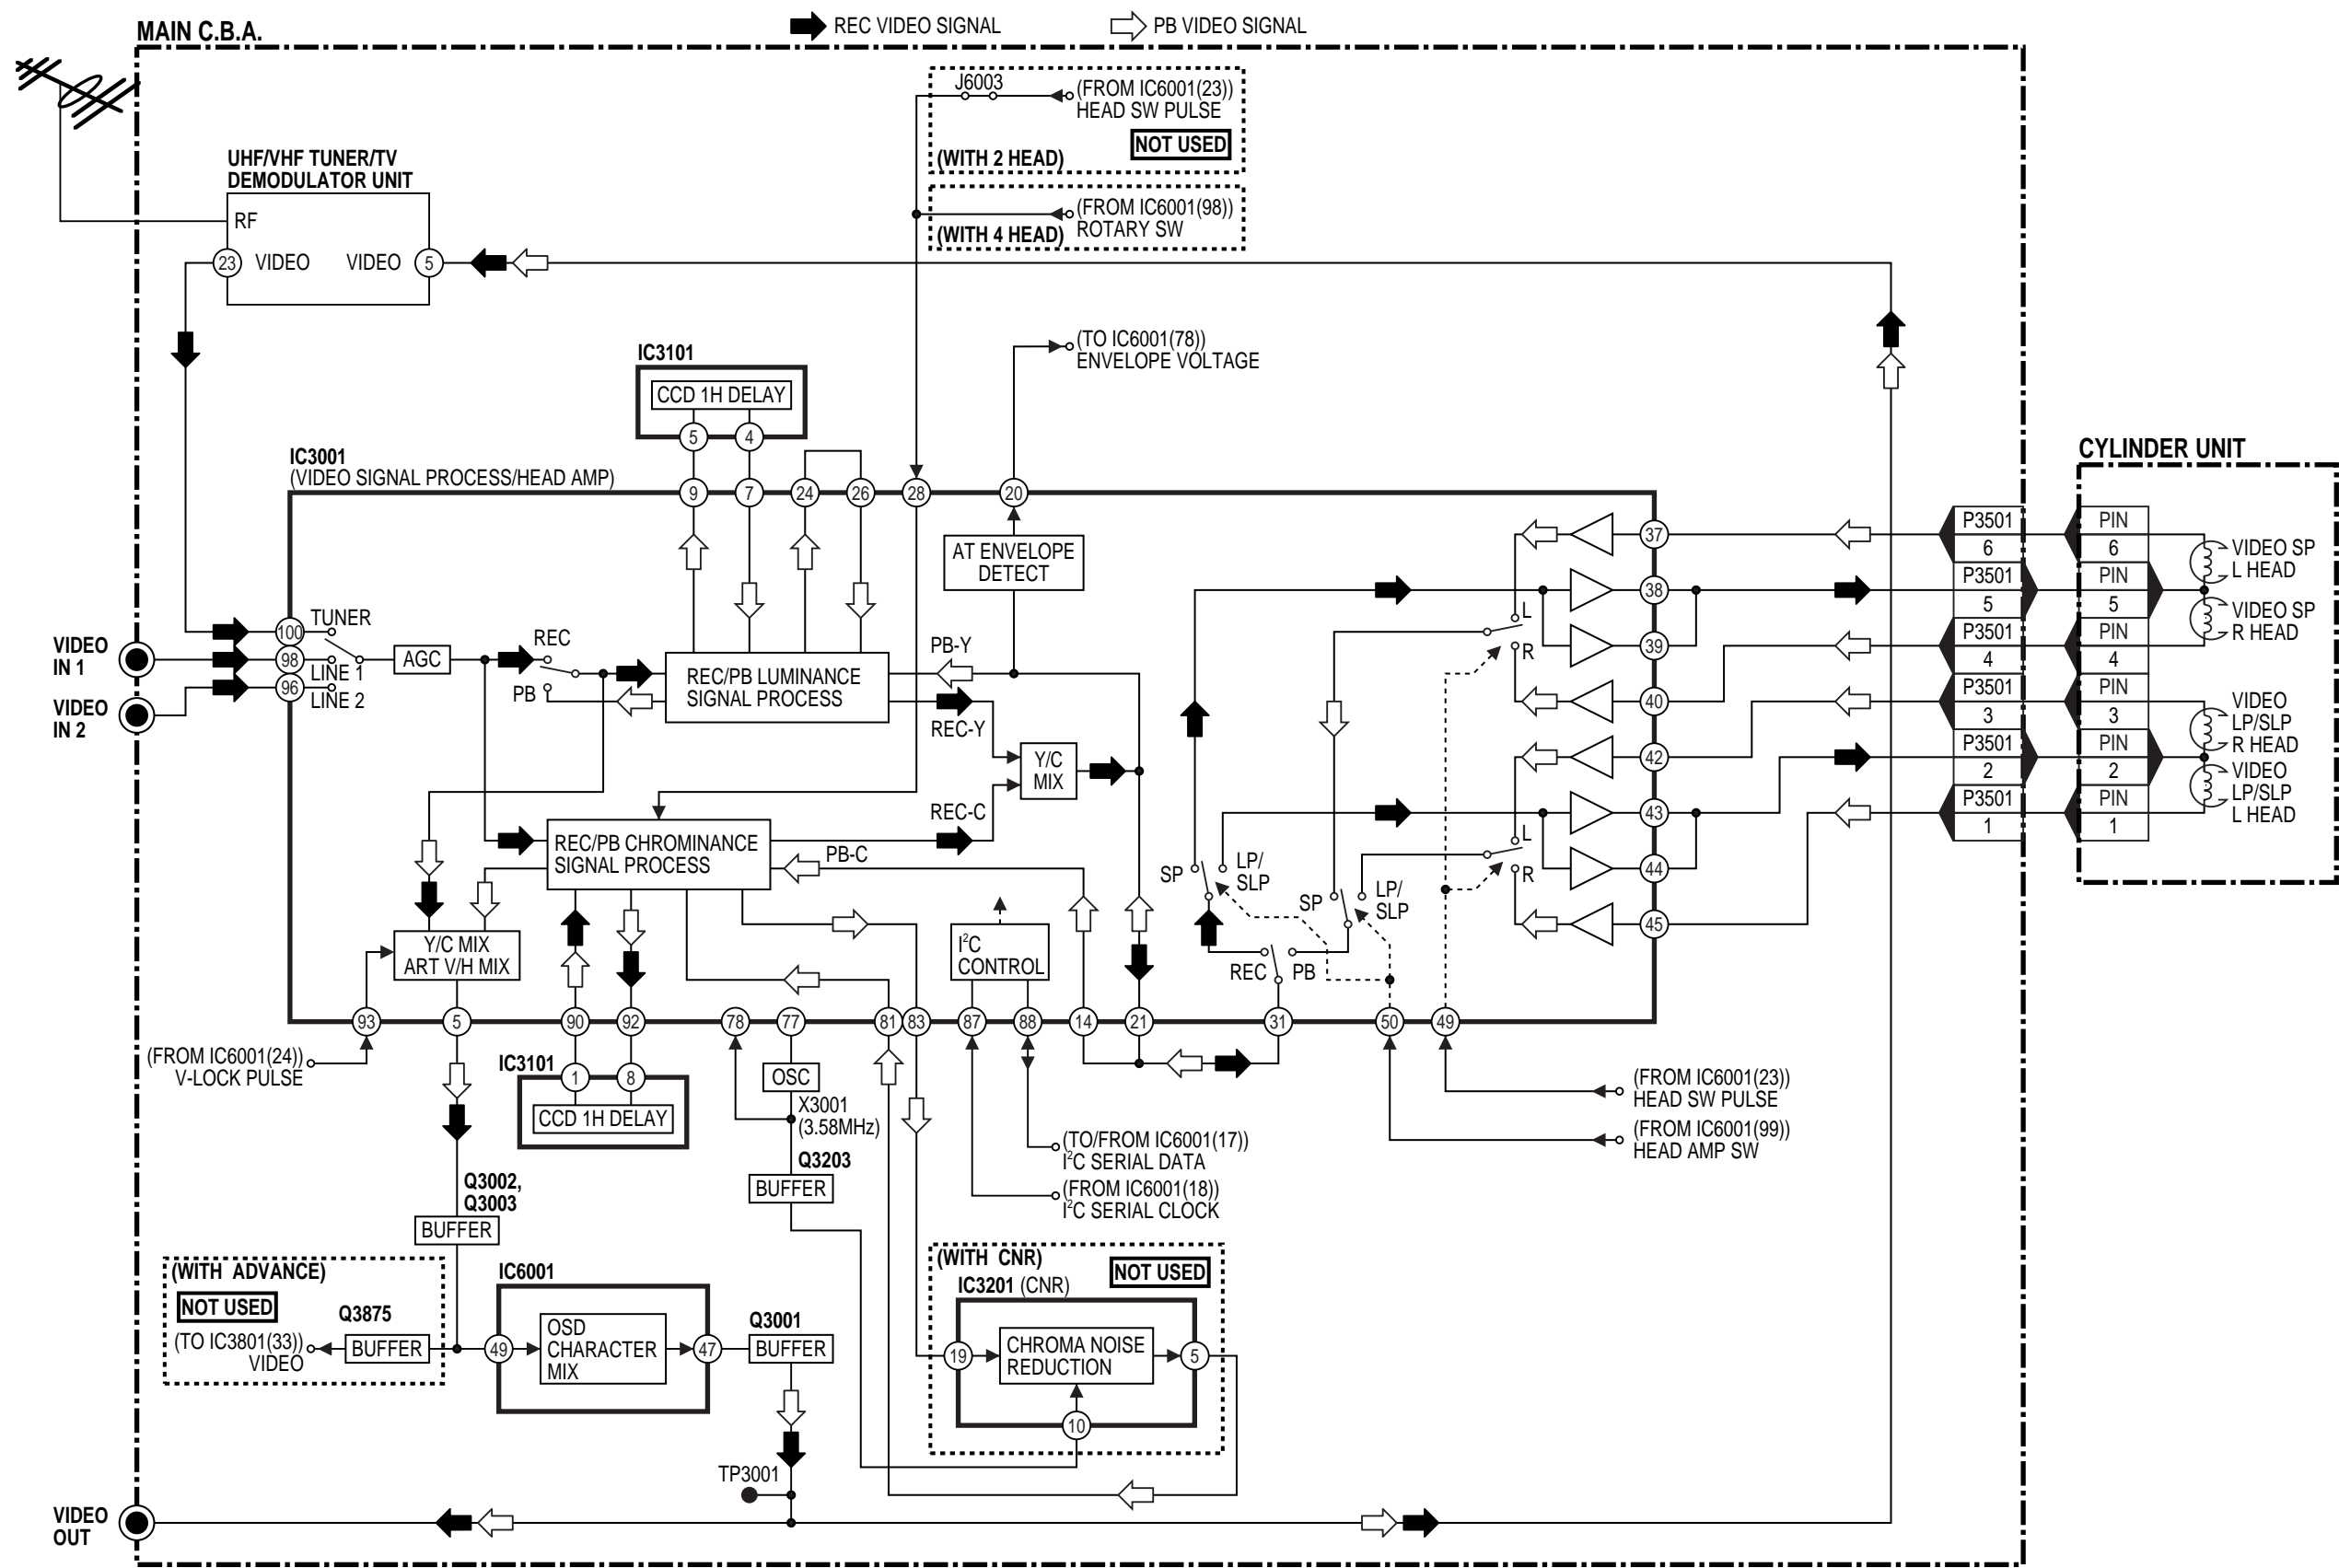 REC VIDEO SIGNAL
PB VIDEO SIGNAL
MAIN C.B.A.
J6003
(FROM IC6001(23))
HEAD SW PULSE
NOT USED
(WITH 2 HEAD)
(FROM IC6001(98))
ROTARY SW
(WITH 4 HEAD)
UHF/VHF TUNER/TV
DEMODULATOR UNIT
RF
23
VIDEO
VIDEO
5
(TO IC6001(78))
ENVELOPE VOLTAGE
IC3101
CCD 1H DELAY
5
4
IC3001
(VIDEO SIGNAL PROCESS/HEAD AMP)
9
7
24
26
28
20
AT ENVELOPE
DETECT
CYLINDER UNIT
37
38
39
40
42
43
44
45
P3501
6
P3501
5
P3501
4
P3501
3
P3501
2
P3501
1
PIN
6
PIN
5
PIN
4
PIN
3
PIN
2
PIN
1
VIDEO SP
L HEAD
VIDEO SP
R HEAD
VIDEO
LP/SLP
R HEAD
VIDEO
LP/SLP
L HEAD
VIDEO
IN 1
VIDEO
IN 2
100
TUNER
98
LINE 1
96
LINE 2
AGC
REC
PB
REC/PB LUMINANCE
SIGNAL PROCESS
PB-Y
REC-Y
Y/C
MIX
REC-C
REC/PB CHROMINANCE
SIGNAL PROCESS
PB-C
L
R
L
R
SP
LP/
SLP
SP
LP/
SLP
REC
PB
Y/C MIX
ART V/H MIX
I²C
CONTROL
93
5
90
92
78
77
81
83
87
88
14
21
31
50
49
(FROM IC6001(24))
V-LOCK PULSE
IC3101
1
8
CCD 1H DELAY
OSC
X3001
(3.58MHz)
Q3203
BUFFER
(TO/FROM IC6001(17))
I²C SERIAL DATA
(FROM IC6001(18))
I²C SERIAL CLOCK
(FROM IC6001(23))
HEAD SW PULSE
(FROM IC6001(99))
HEAD AMP SW
Q3002,
Q3003
BUFFER
(WITH ADVANCE)
NOT USED
Q3875
(TO IC3801(33))
VIDEO
BUFFER
IC6001
49
OSD
CHARACTER
MIX
47
Q3001
BUFFER
(WITH CNR)
NOT USED
IC3201 (CNR)
19
CHROMA NOISE
REDUCTION
5
10
TP3001
VIDEO
OUT